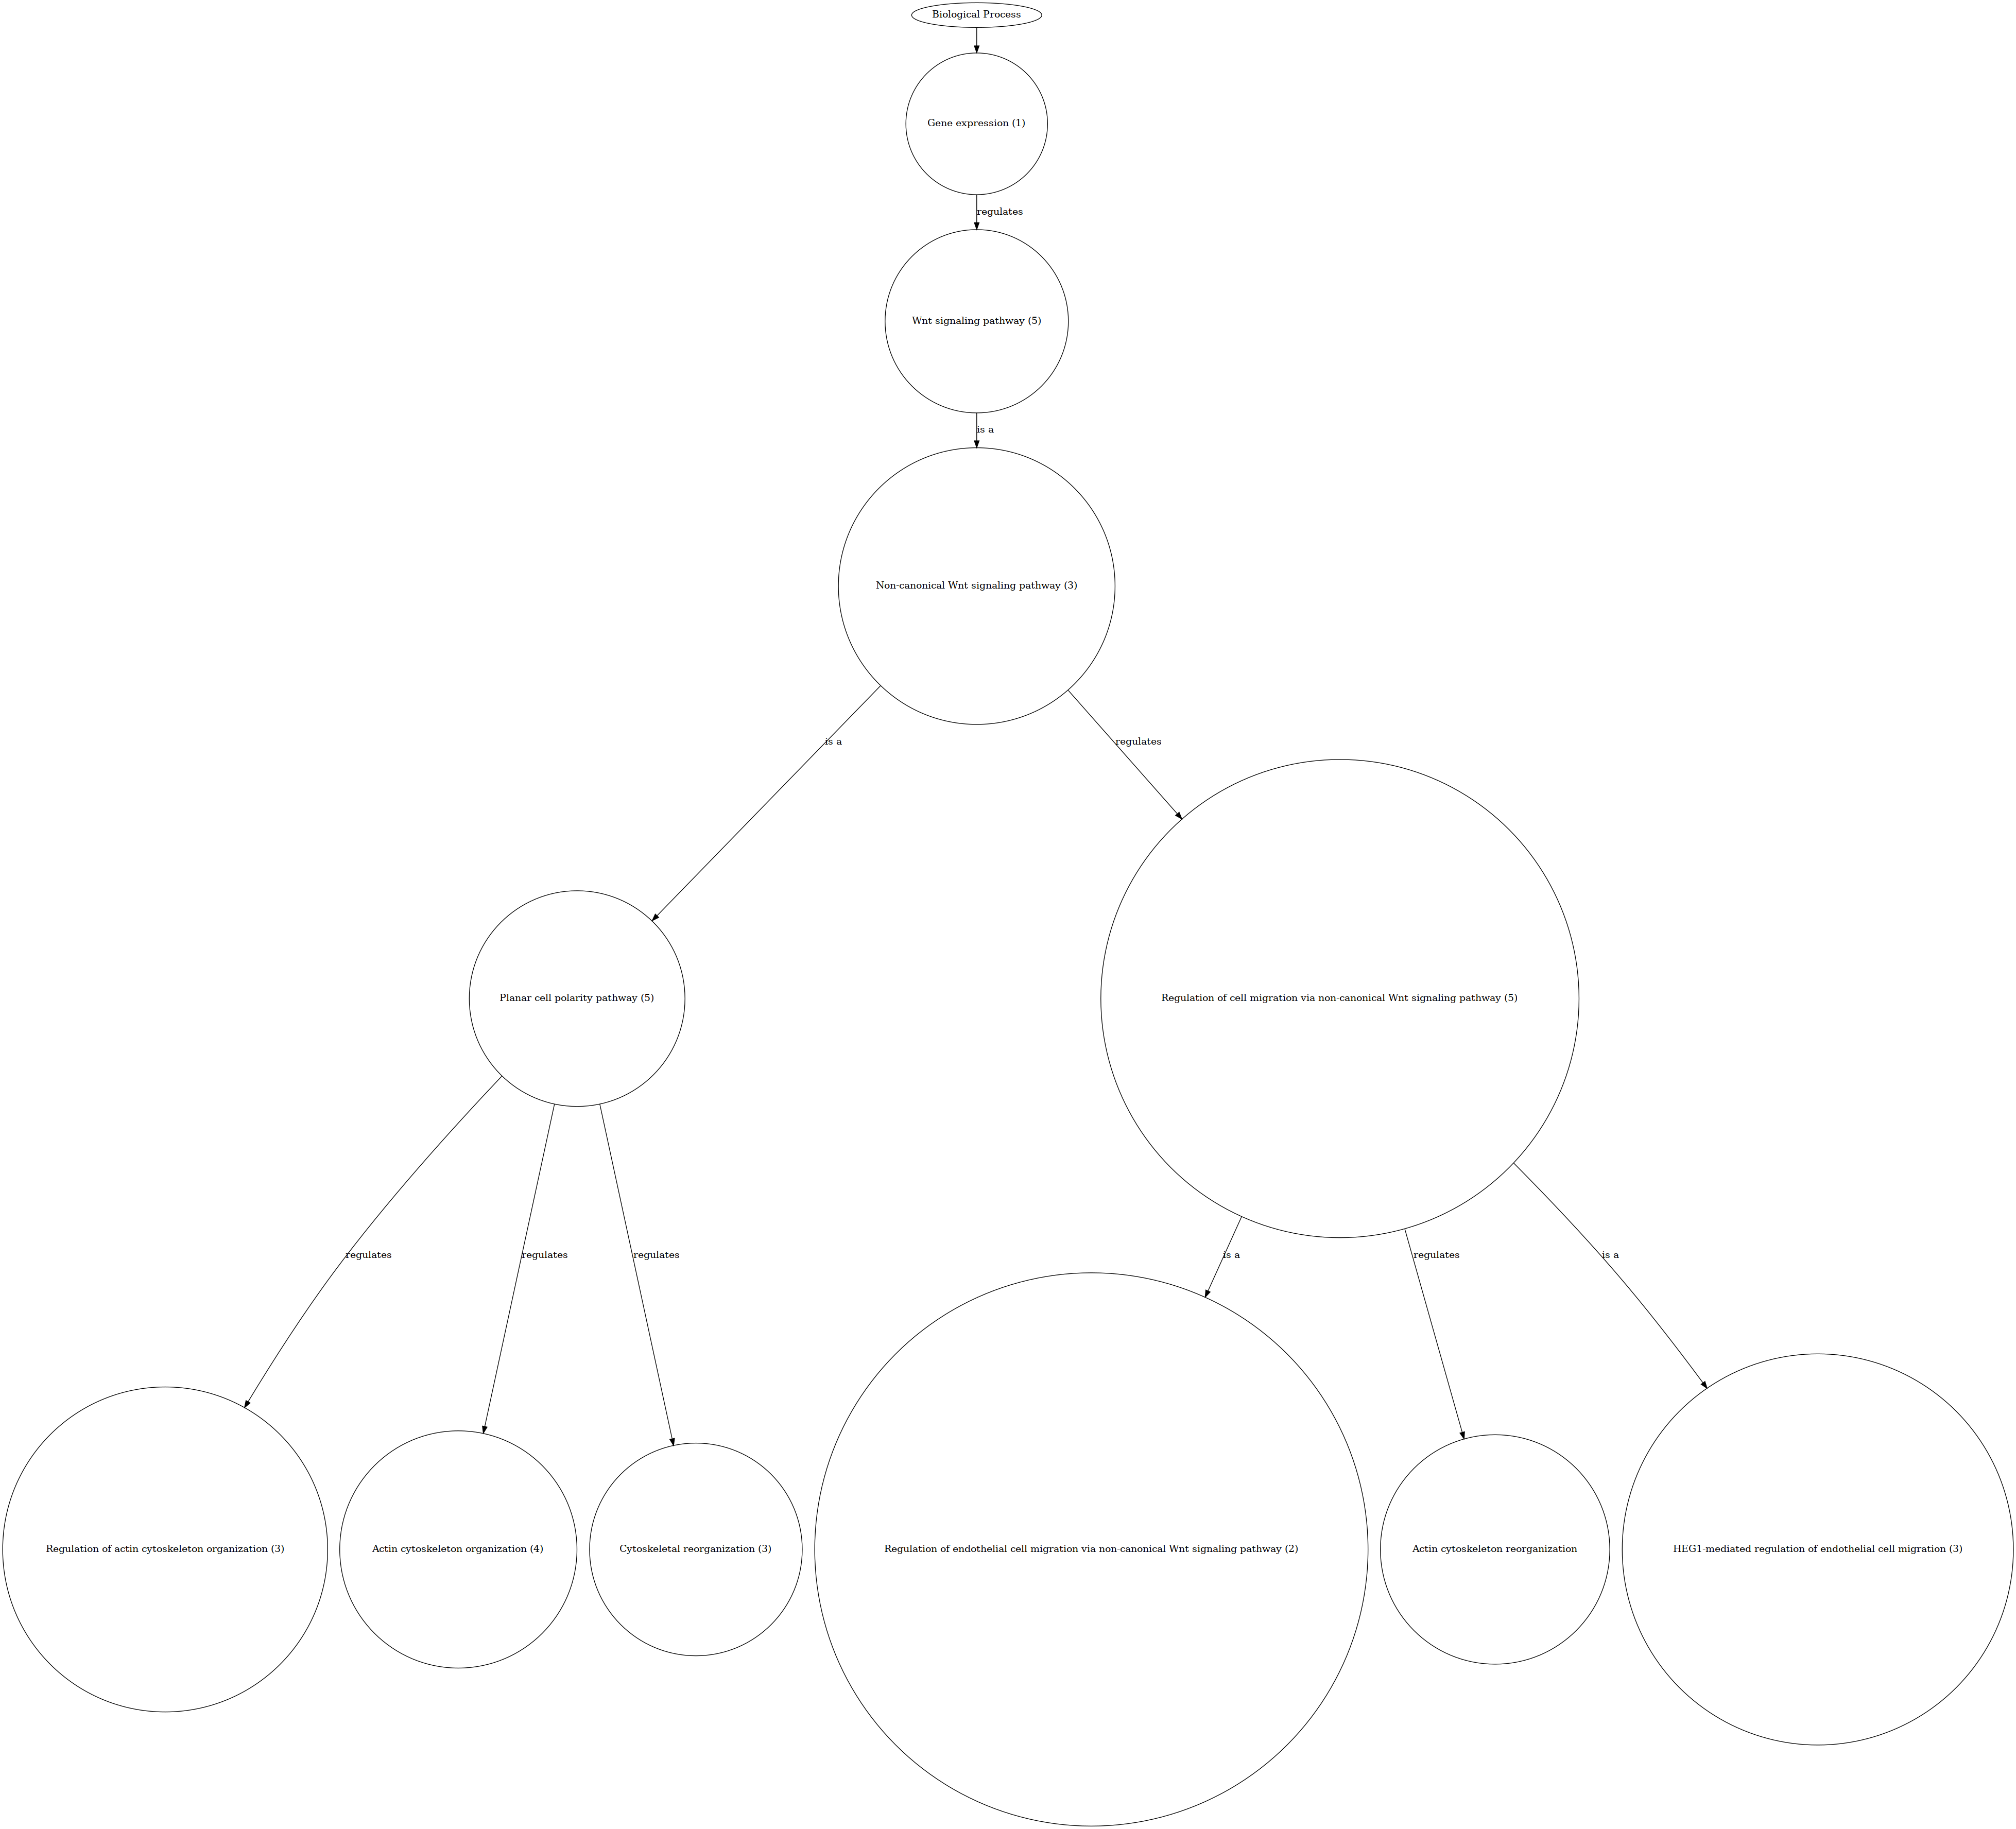 Biological Process
Gene expression (1)
regulates
Wnt signaling pathway (5)
is a
Non-canonical Wnt signaling pathway (3)
is a
regulates
Planar cell polarity pathway (5)
Regulation of cell migration via non-canonical Wnt signaling pathway (5)
regulates
regulates
regulates
is a
regulates
is a
Regulation of actin cytoskeleton organization (3)
Actin cytoskeleton organization (4)
Cytoskeletal reorganization (3)
Regulation of endothelial cell migration via non-canonical Wnt signaling pathway (2)
Actin cytoskeleton reorganization
HEG1-mediated regulation of endothelial cell migration (3)